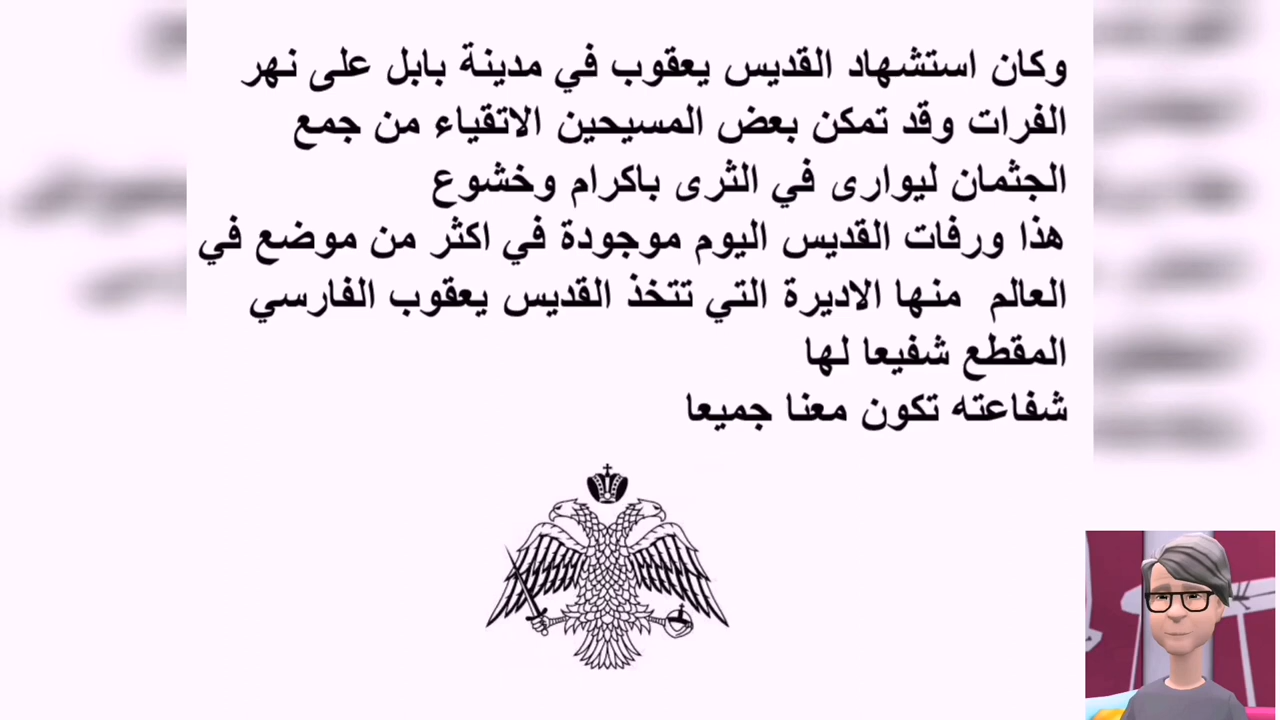 وكان استشهاد القديس يعقوب في مدينة بابل على نهر
الفرات وقد تمكن بعض المسيحين الاتقياء من جمع
الجثمان ليوارى في الثرى باكرام وخشوع
هذا ورفات القديس اليوم موجودة في اكثر من موضع في
العالم منها الاديرة التي تتخذ القديس يعقوب الفارسي
المقطع شفيعا لها
شفاعته تكون معنا جميعا